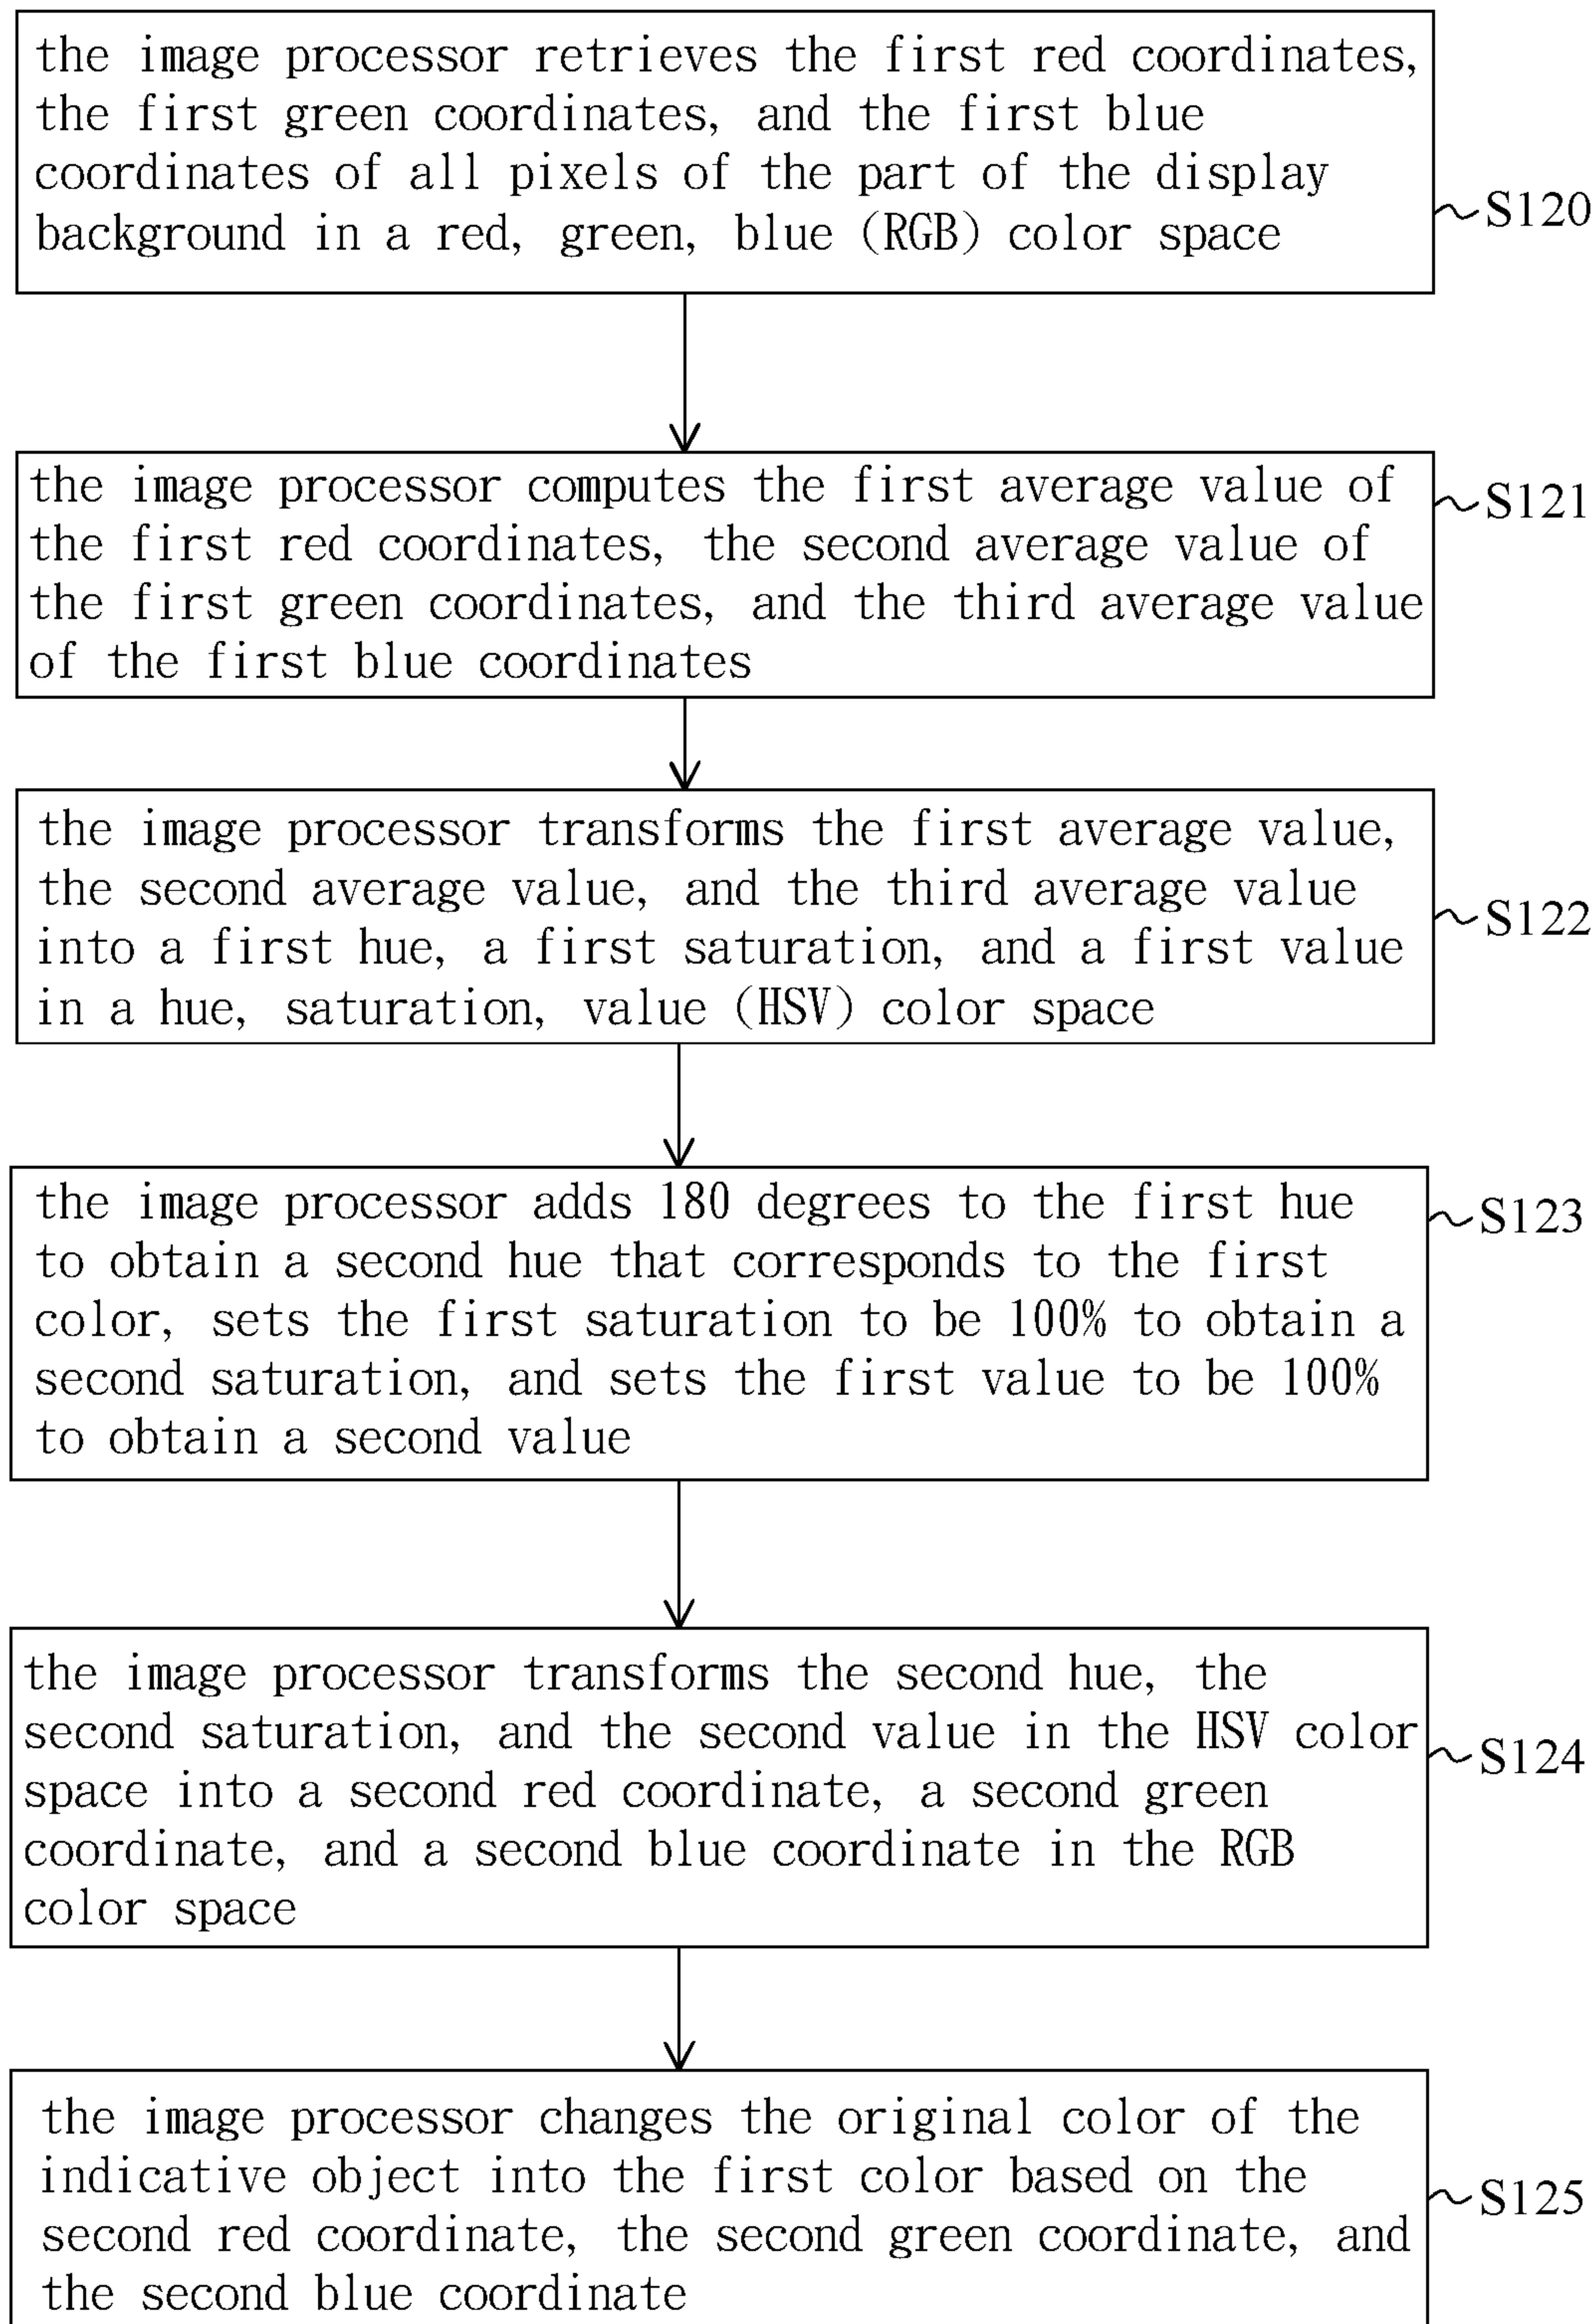 the image processor retrieves the first red coordinates,
the first green coordinates, and the first blue
coordinates of all pixels of the part of the display
background in a red, green, blue (RGB) color space
S120
the image processor computes the first average value of
the first red coordinates, the second average value of
the first green coordinates, and the third average value
of the first blue coordinates
S121
the image processor transforms the first average value,
the second average value, and the third average value
into a first hue, a first saturation, and a first value
in a hue, saturation, value (HSV) color space
S122
the image processor adds 180 degrees to the first hue
to obtain a second hue that corresponds to the first
color, sets the first saturation to be 100% to obtain a
second saturation, and sets the first value to be 100%
to obtain a second value
S123
the image processor transforms the second hue, the
second saturation, and the second value in the HSV color
space into a second red coordinate, a second green
coordinate, and a second blue coordinate in the RGB
color space
S124
the image processor changes the original color of the
indicative object into the first color based on the
second red coordinate, the second green coordinate, and
the second blue coordinate
S125